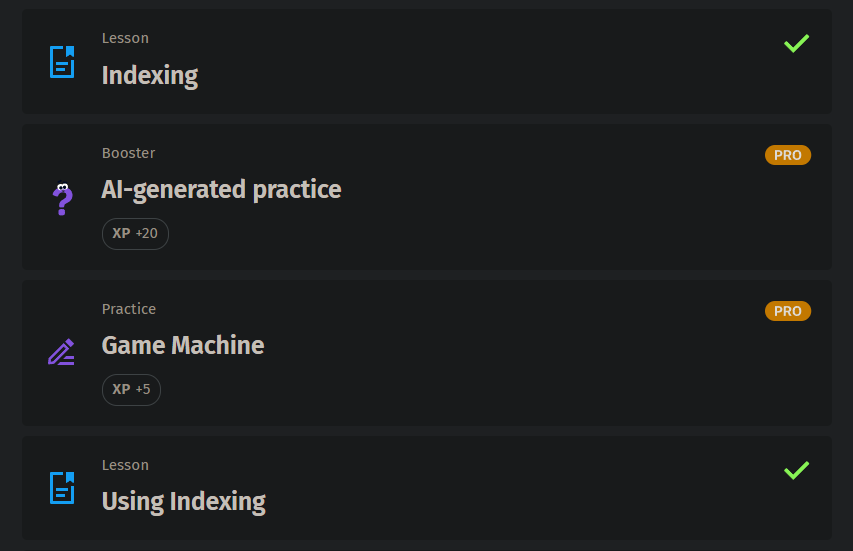 Lesson
Indexing
Booster
PRO
AI-generated practice
XP +20
Practice
PRO
Game Machine
XP +5
Lesson
Using Indexing